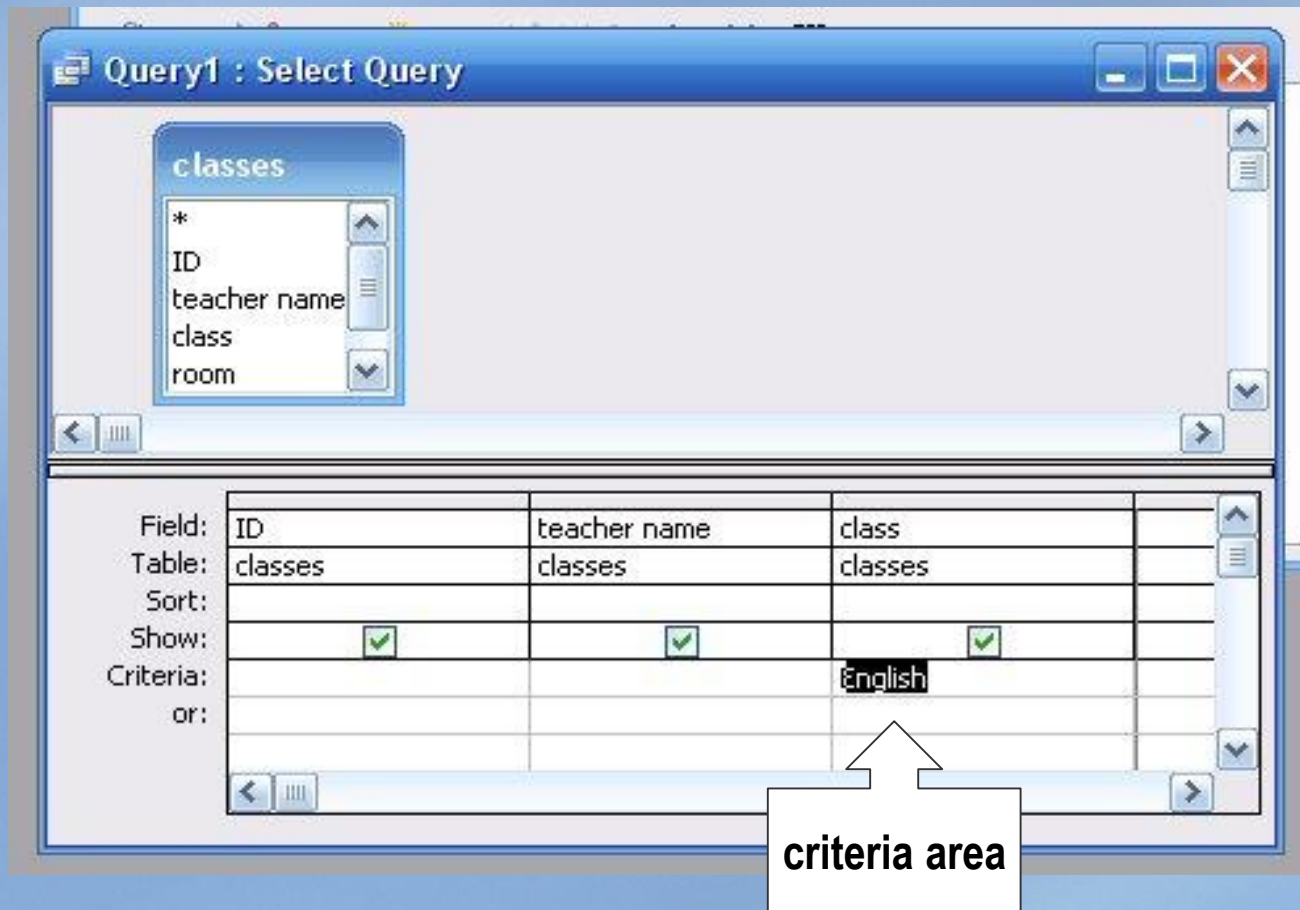 Query1 : Select Query
classes
*
ID
teacher name
class
room
Field: ID teacher name class
Table: classes classes classes
Sort:
Show:
Criteria: English
or:
criteria area